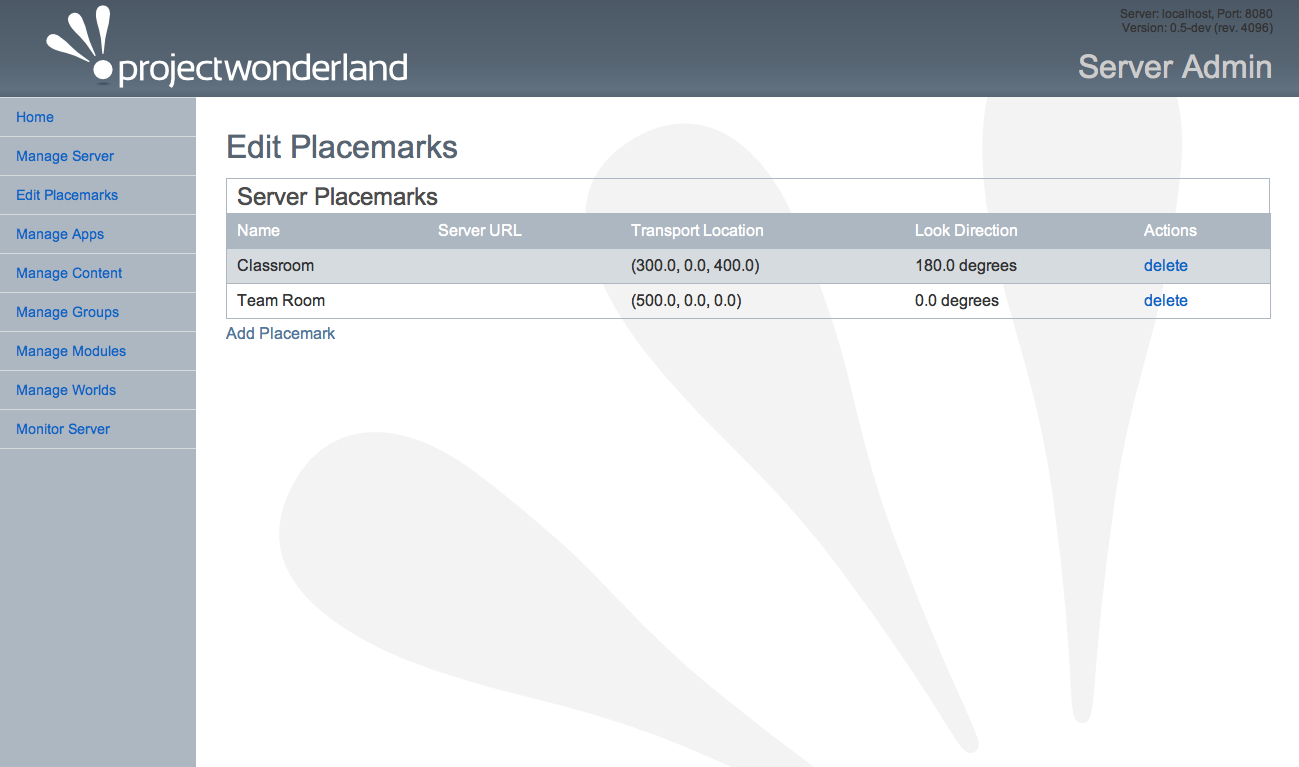 projectwonderland
Server: localhost, Port: 8080
Version: 0.5-dev (rev. 4096)
Server Admin
Home
Manage Server
Edit Placemarks
Manage Apps
Manage Content
Manage Groups
Manage Modules
Manage Worlds
Monitor Server
Edit Placemarks
Server Placemarks
Name Server URL Transport Location Look Direction Actions
Classroom (300.0, 0.0, 400.0) 180.0 degrees delete
Team Room (500.0, 0.0, 0.0) 0.0 degrees delete
Add Placemark